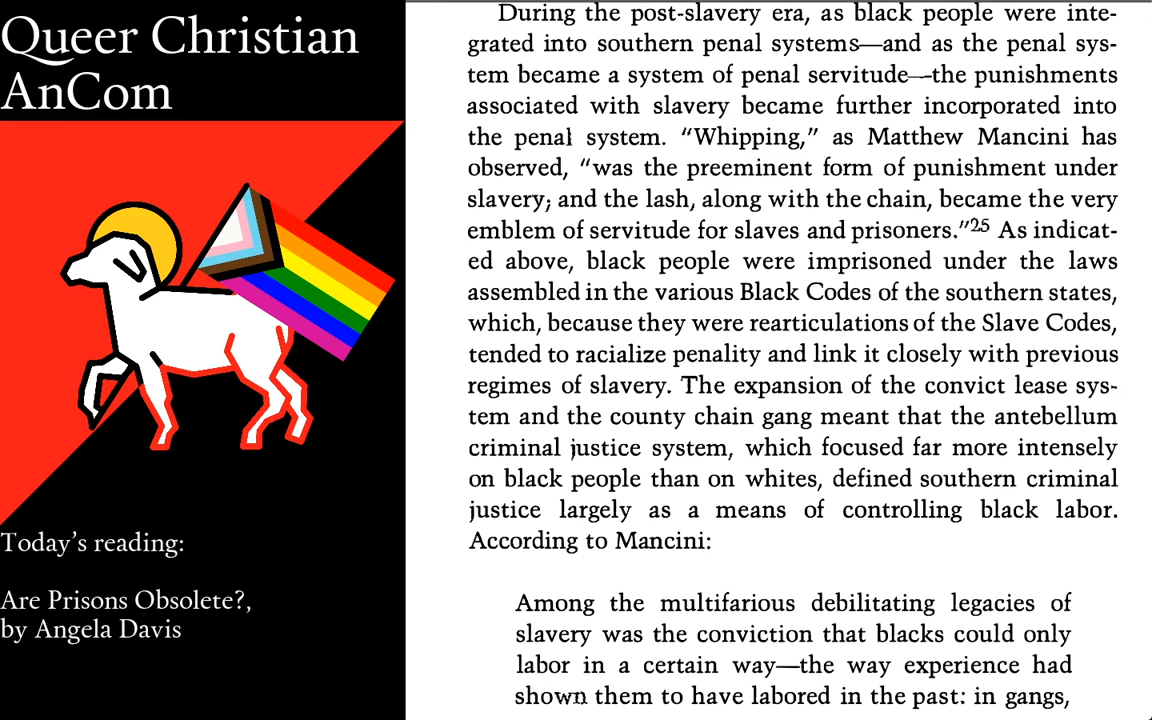 Queer Christian
AnCom
Today's reading:
Are Prisons Obsolete?,
by Angela Davis
During the post-slavery era, as black people were inte-
grated into southern penal systems—and as the penal sys-
tem became a system of penal servitude—the punishments
associated with slavery became further incorporated into
the penal system. "Whipping," as Matthew Mancini has
observed, "was the preeminent form of punishment under
slavery; and the lash, along with the chain, became the very
emblem of servitude for slaves and prisoners."25 As indicat-
ed above, black people were imprisoned under the laws
assembled in the various Black Codes of the southern states,
which, because they were rearticulations of the Slave Codes,
tended to racialize penality and link it closely with previous
regimes of slavery. The expansion of the convict lease sys-
tem and the county chain gang meant that the antebellum
criminal justice system, which focused far more intensely
on black people than on whites, defined southern criminal
justice largely as a means of controlling black labor.
According to Mancini:
Among the multifarious debilitating legacies of
slavery was the conviction that blacks could only
labor in a certain way—the way experience had
shown them to have labored in the past: in gangs,